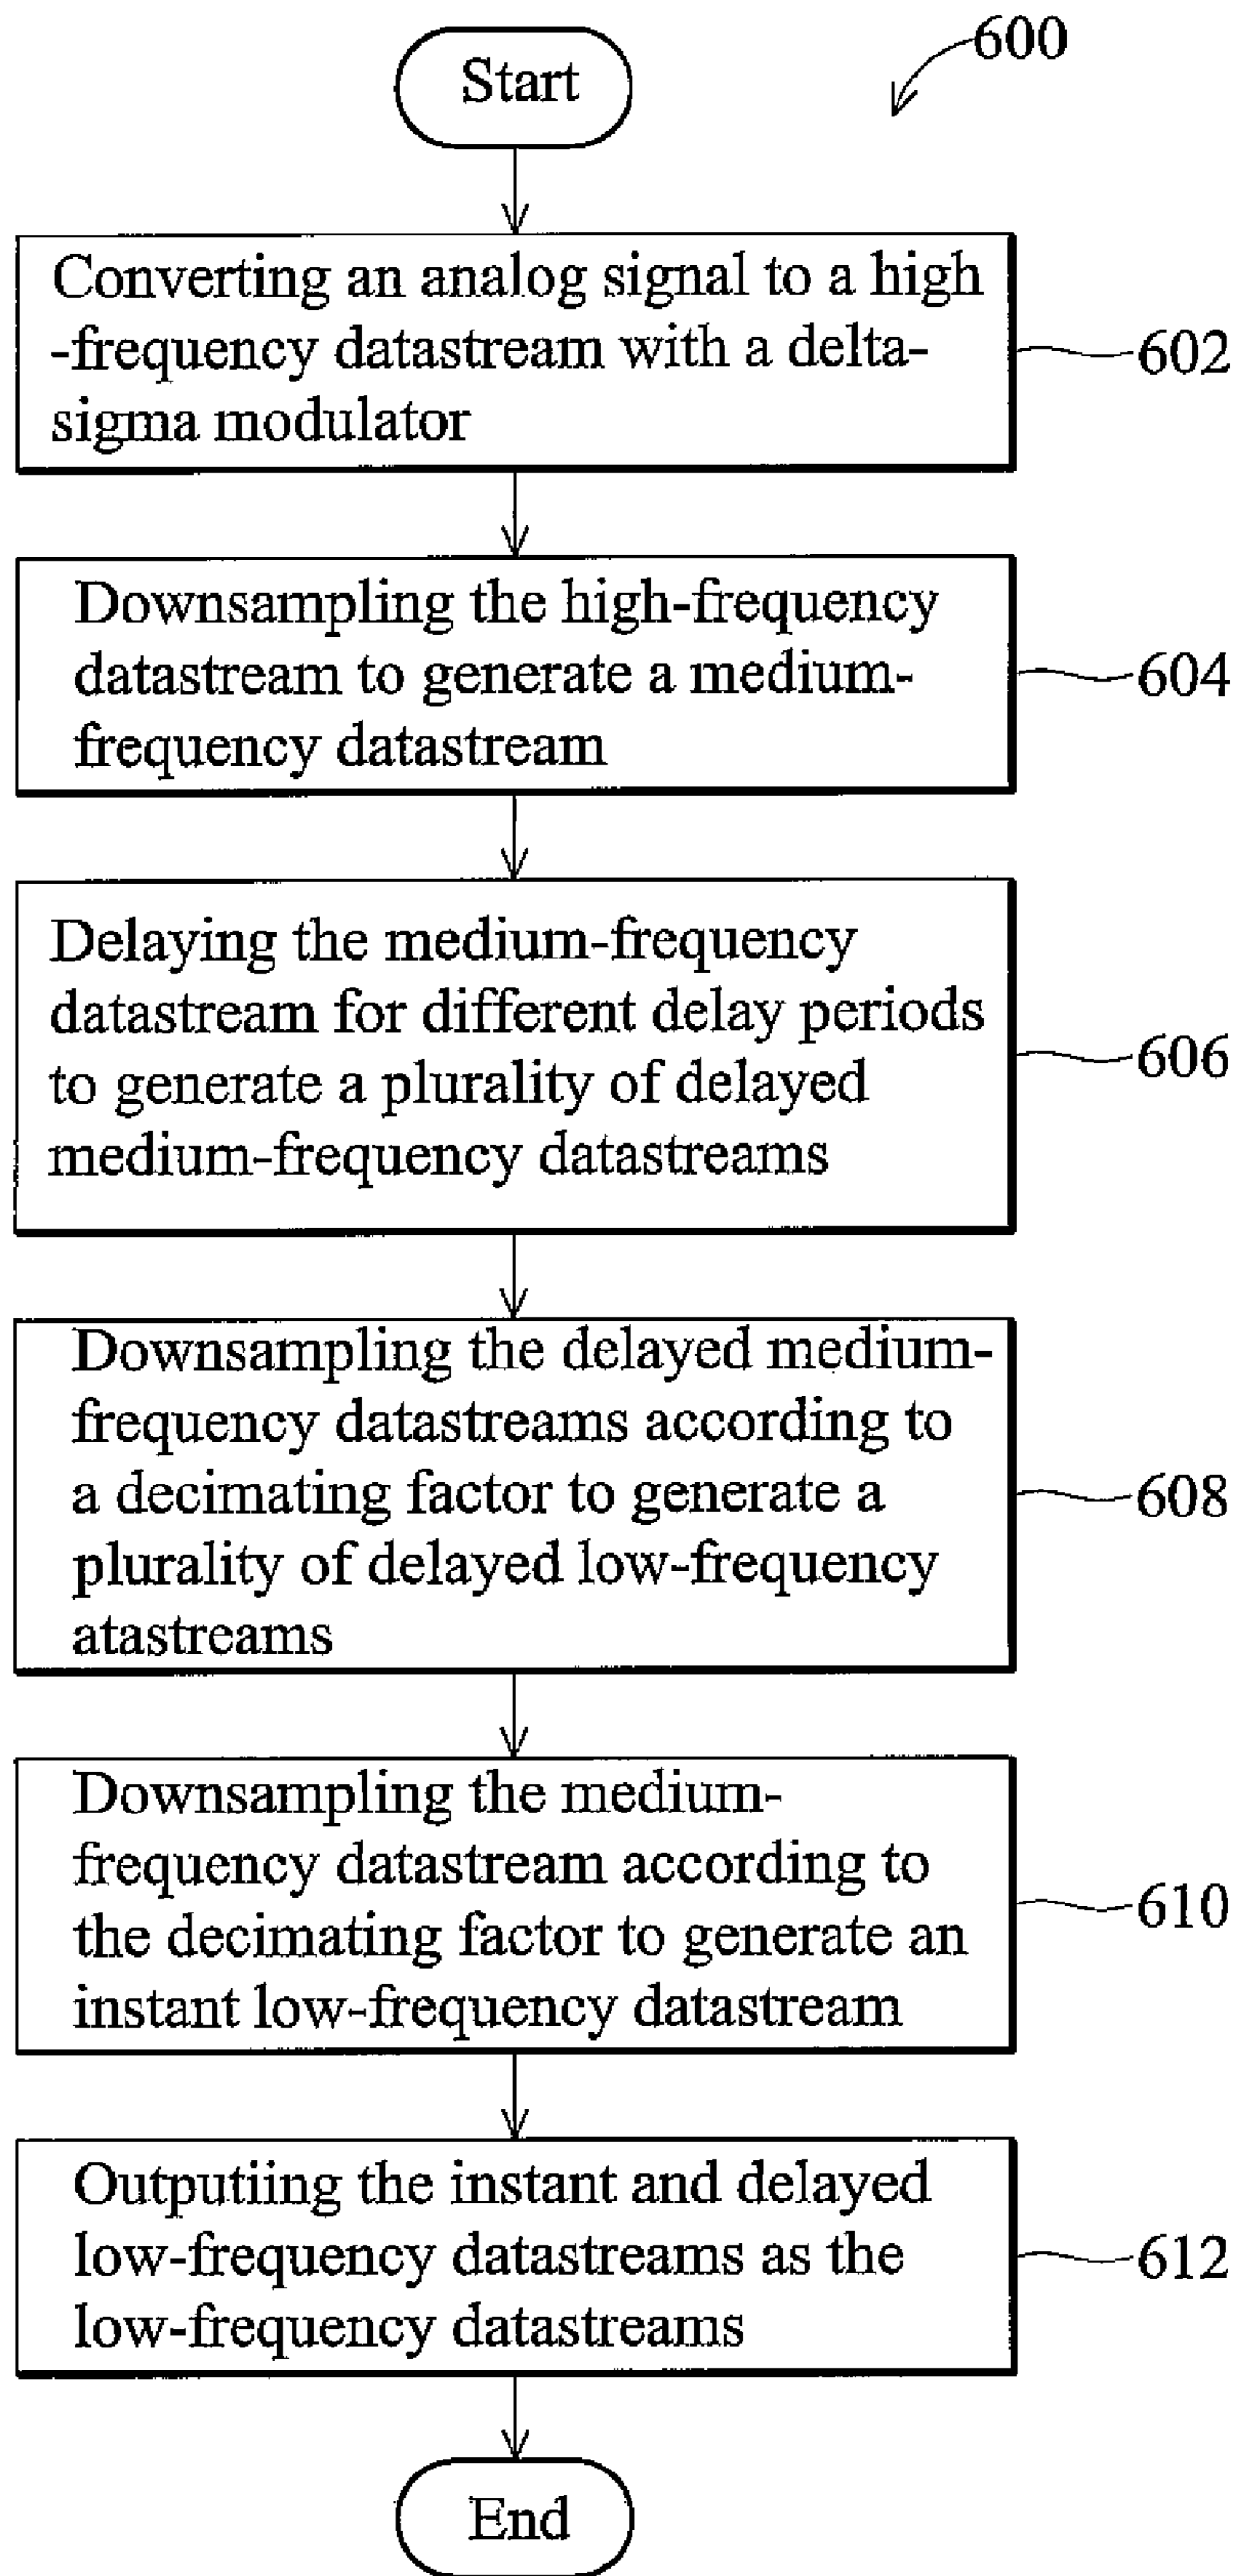 600
Start
Converting an analog signal to a high
-frequency datastream with a delta-
sigma modulator
602
Downsampling the high-frequency
datastream to generate a medium-
frequency datastream
604
Delaying the medium-frequency
datastream for different delay periods
to generate a plurality of delayed
medium-frequency datastreams
606
Downsampling the delayed medium-
frequency datastreams according to
a decimating factor to generate a
plurality of delayed low-frequency
atastreams
608
Downsampling the medium-
frequency datastream according to
the decimating factor to generate an
instant low-frequency datastream
610
Outputiing the instant and delayed
low-frequency datastreams as the
low-frequency datastreams
612
End